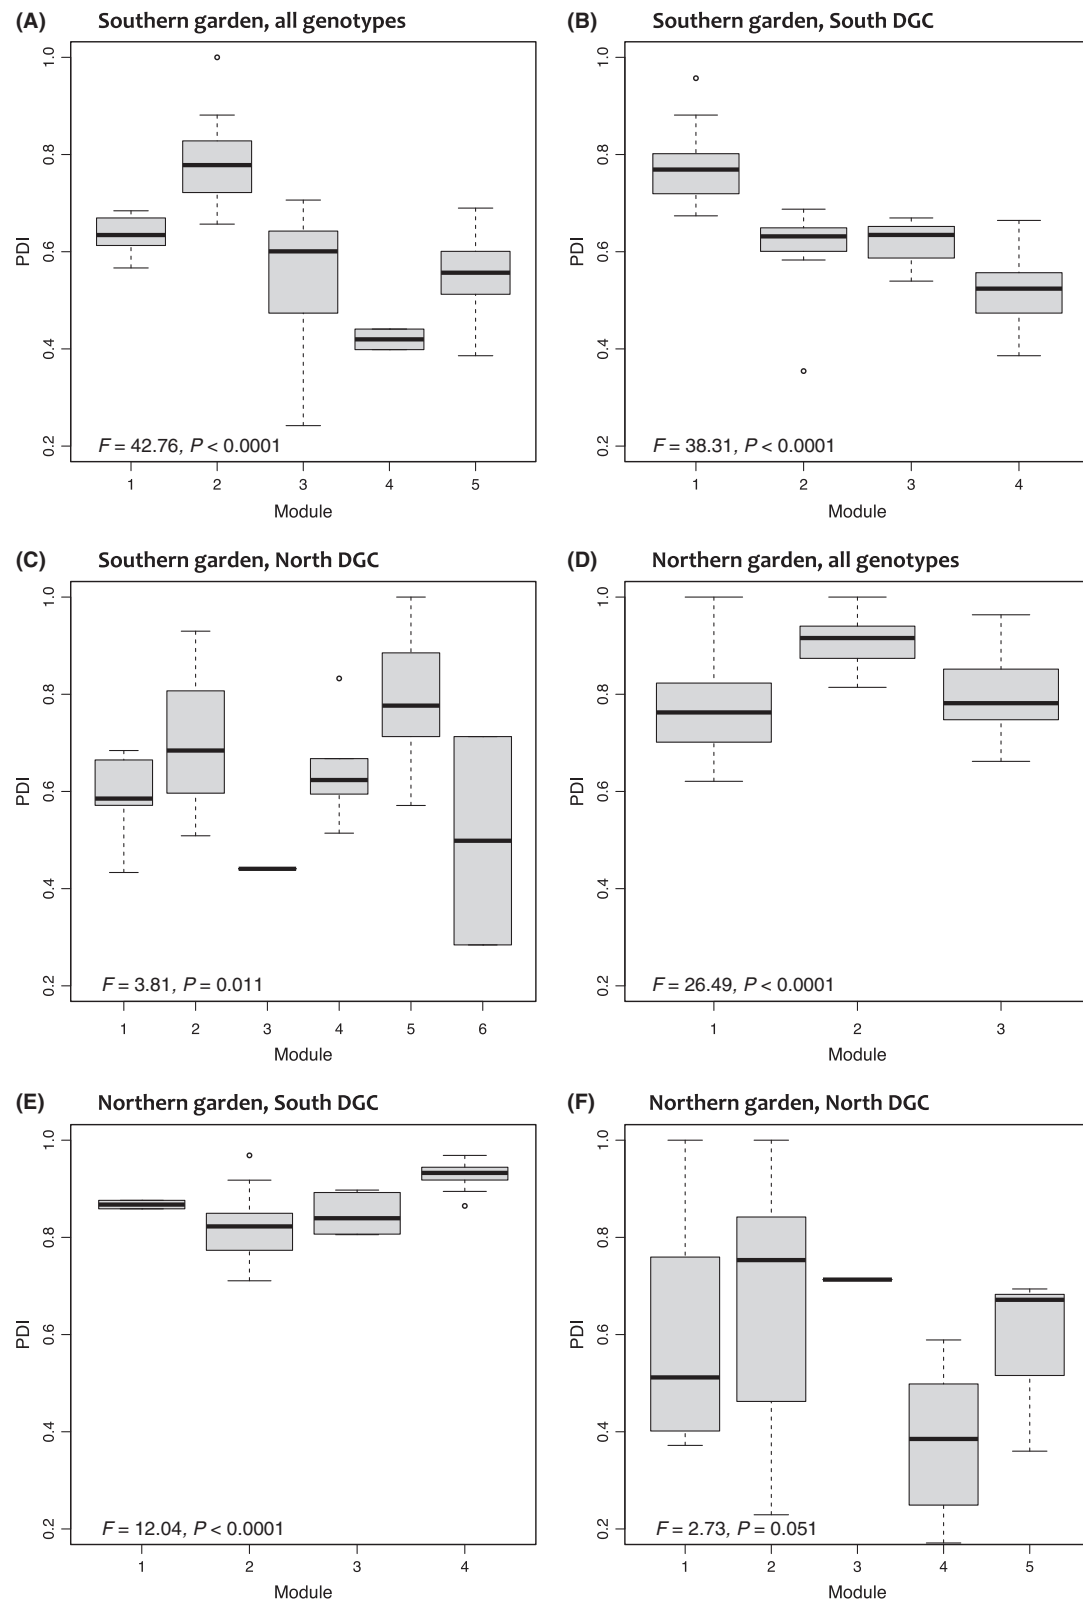 (A) Southern garden, all genotypes
1.0
0.8
0.6
0.4
0.2
PDI
F = 42.76, P < 0.0001
1 2 3 4 5
Module
(B) Southern garden, South DGC
1.0
0.8
0.6
0.4
0.2
PDI
F = 38.31, P < 0.0001
1 2 3 4
Module
(C) Southern garden, North DGC
1.0
0.8
0.6
0.4
0.2
PDI
F = 3.81, P = 0.011
1 2 3 4 5 6
Module
(D) Northern garden, all genotypes
1.0
0.8
0.6
0.4
0.2
PDI
F = 26.49, P < 0.0001
1 2 3
Module
(E) Northern garden, South DGC
1.0
0.8
0.6
0.4
0.2
PDI
F = 12.04, P < 0.0001
1 2 3 4
Module
(F) Northern garden, North DGC
1.0
0.8
0.6
0.4
0.2
PDI
F = 2.73, P = 0.051
1 2 3 4 5
Module